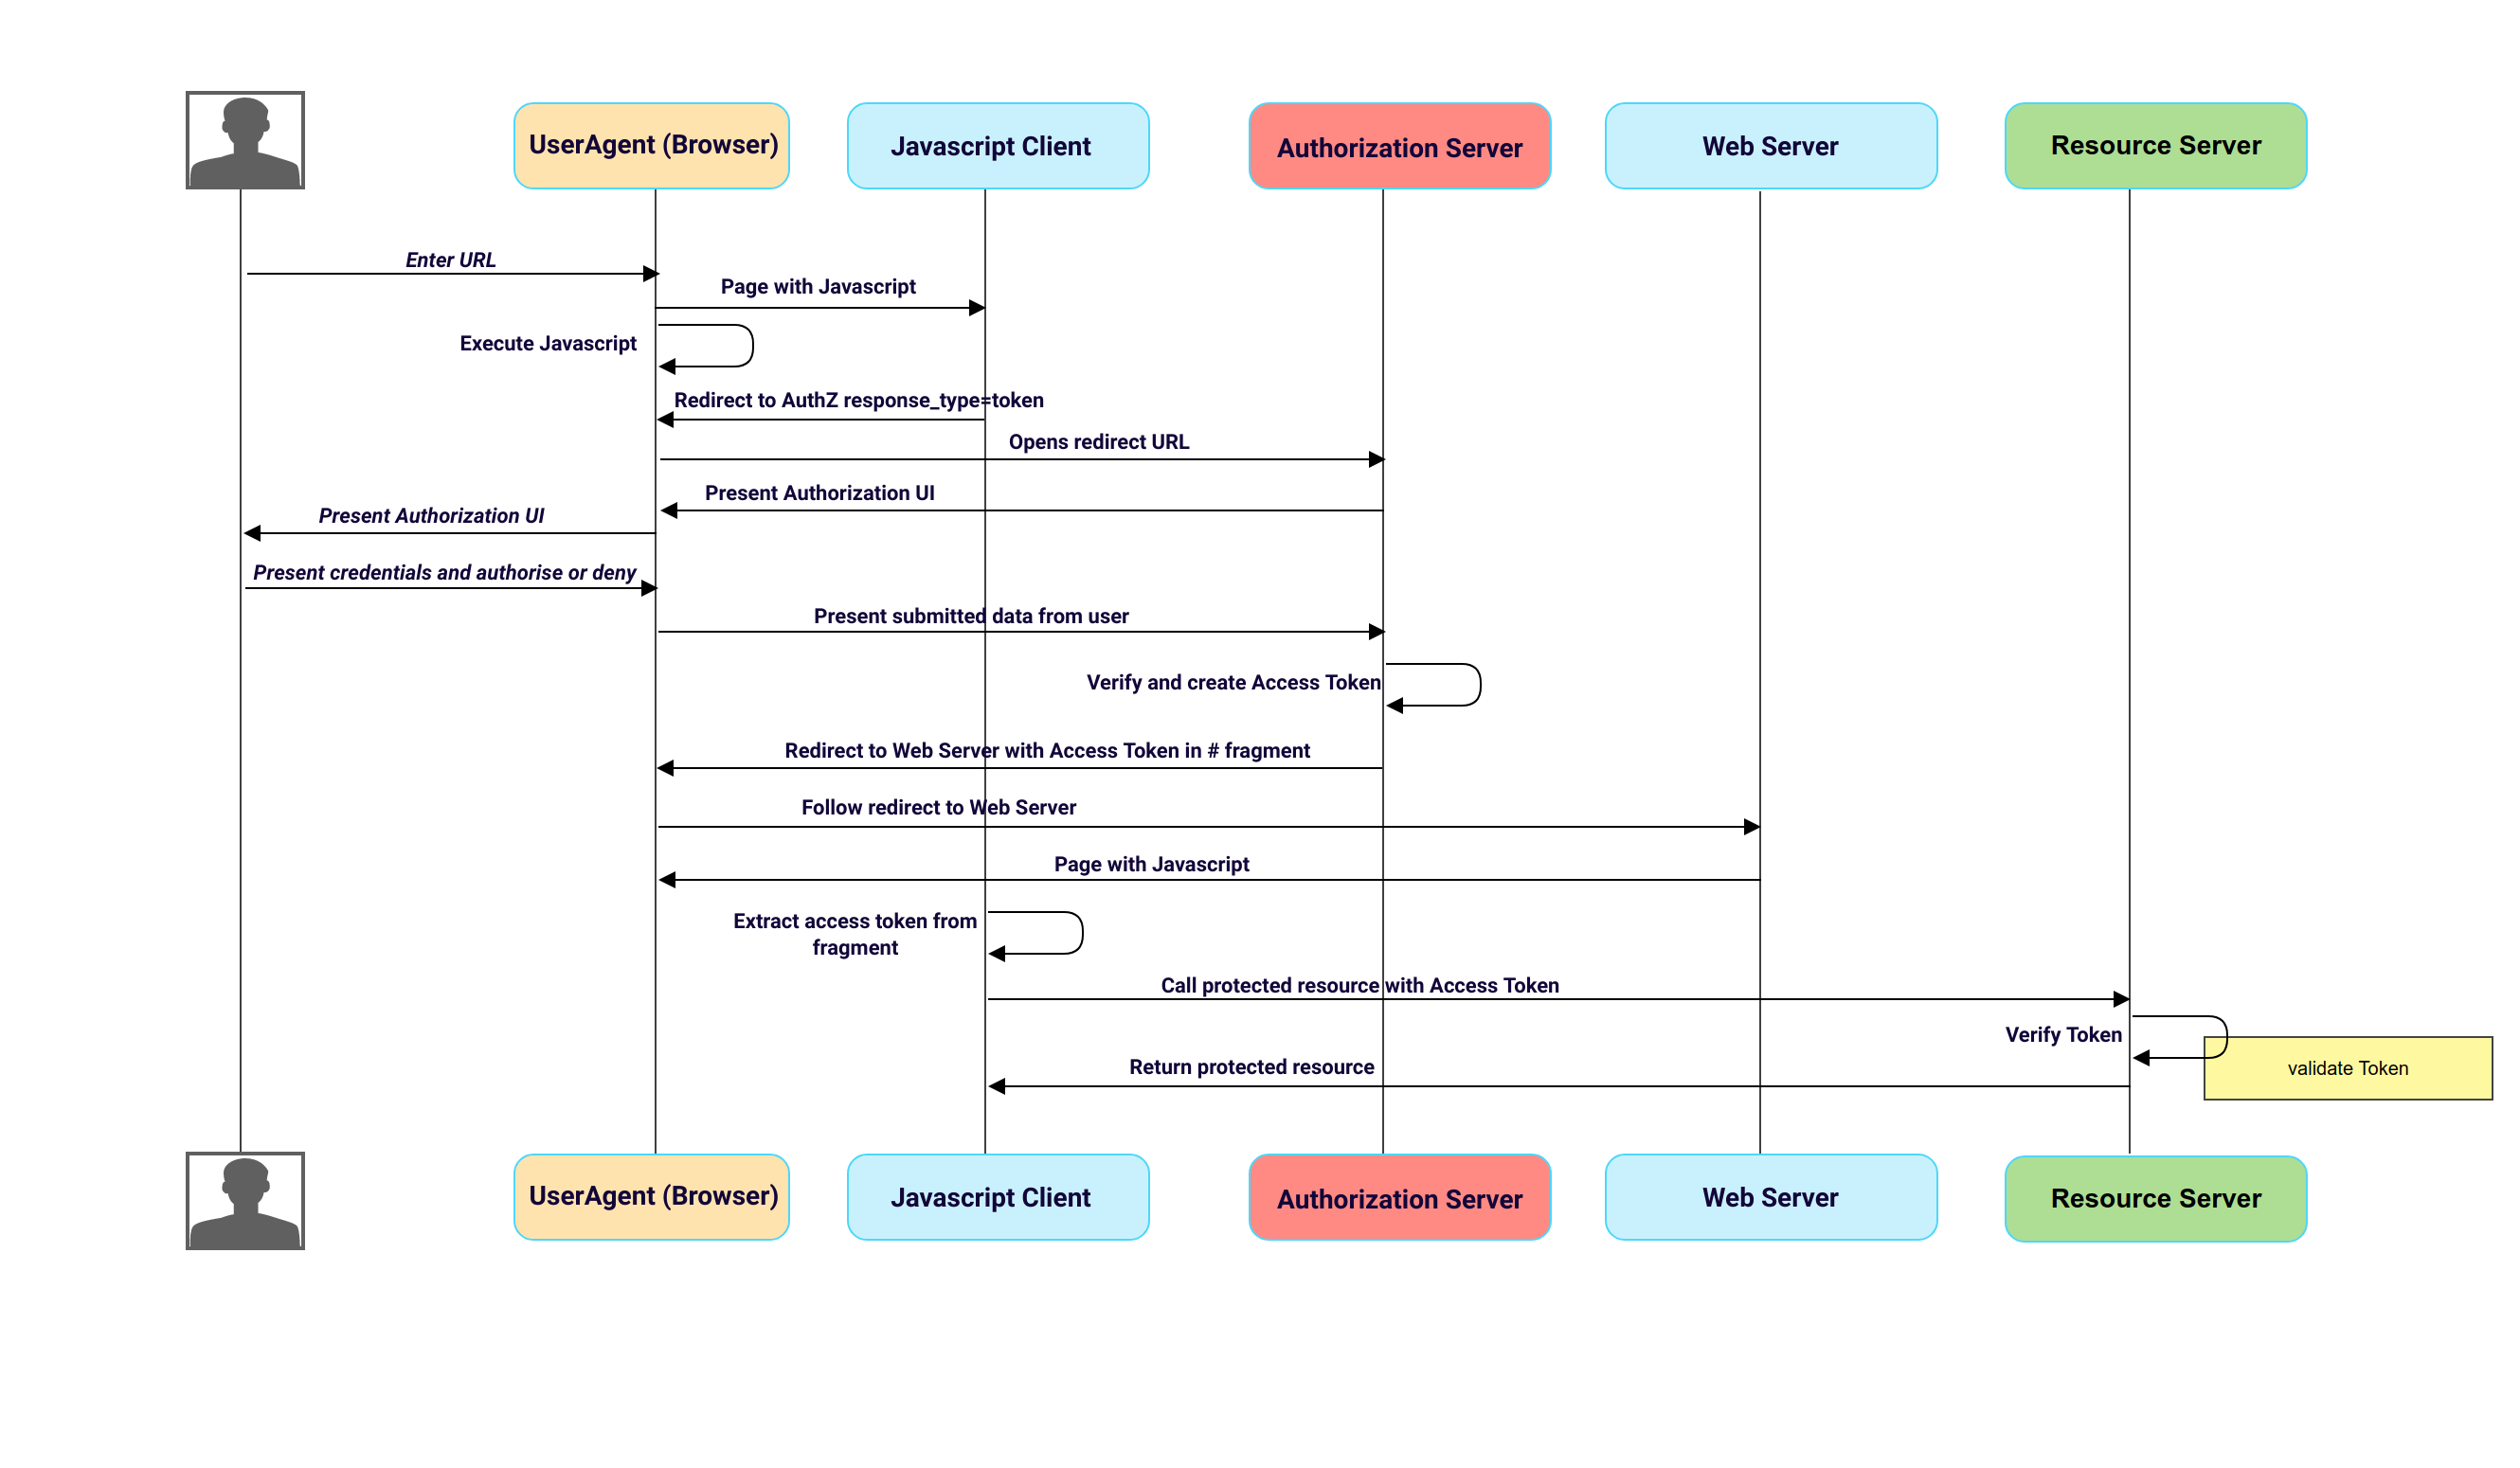 UserAgent (Browser)
Javascript Client
Authorization Server
Web Server
Resource Server
Enter URL
Page with Javascript
Execute Javascript
Redirect to AuthZ response_type=token
Opens redirect URL
Present Authorization UI
Present Authorization UI
Present credentials and authorise or deny
Present submitted data from user
Verify and create Access Token
Redirect to Web Server with Access Token in # fragment
Follow redirect to Web Server
Page with Javascript
Extract access token from
fragment
Call protected resource with Access Token
Verify Token
validate Token
Return protected resource
UserAgent (Browser)
Javascript Client
Authorization Server
Web Server
Resource Server